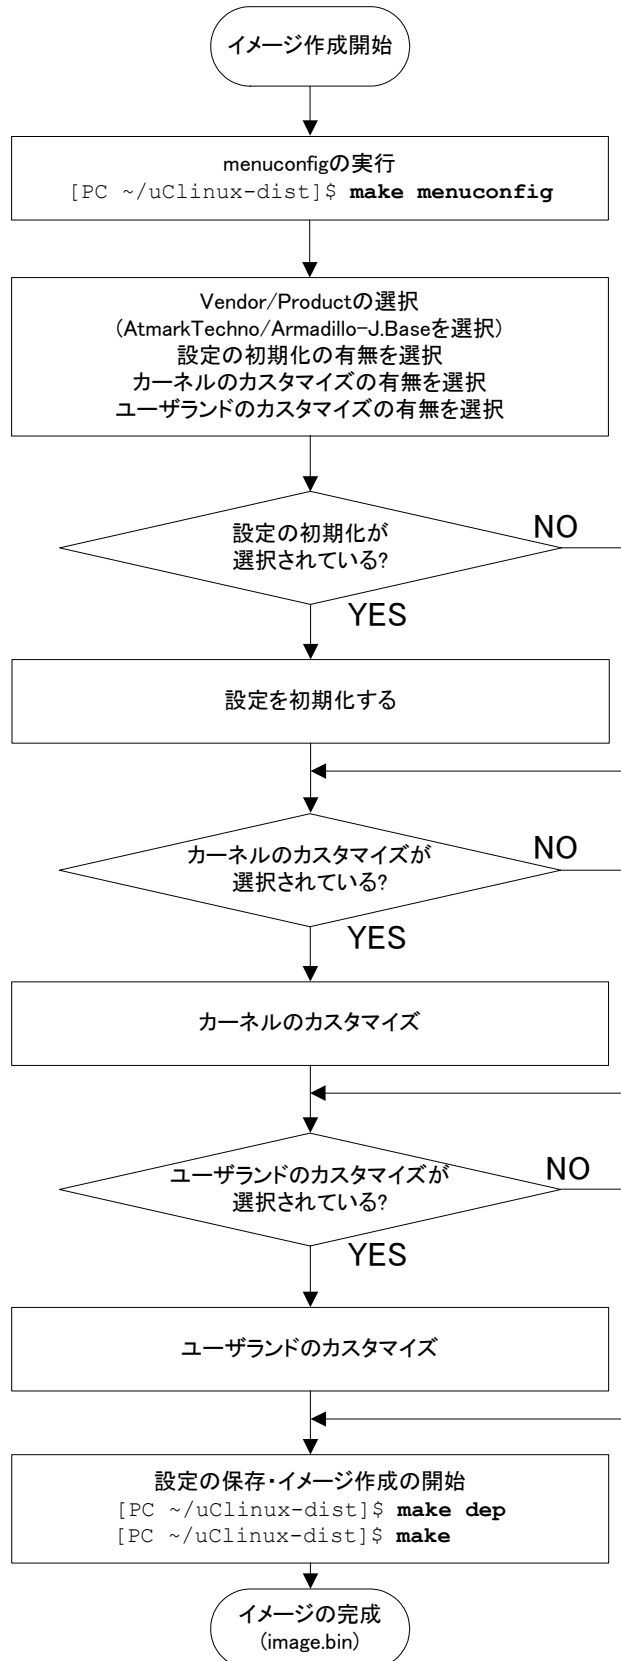 イメージ作成開始
menuconfigの実行
[PC ~/uClinux-dist]$ make menuconfig
Vendor/Productの選択
(AtmarkTechno/Armadillo-J.Baseを選択)
設定の初期化の有無を選択
カーネルのカスタマイズの有無を選択
ユーザランドのカスタマイズの有無を選択
設定の初期化が
選択されている?
NO
YES
設定を初期化する
カーネルのカスタマイズが
選択されている?
NO
YES
カーネルのカスタマイズ
ユーザランドのカスタマイズが
選択されている?
NO
YES
ユーザランドのカスタマイズ
設定の保存・イメージ作成の開始
[PC ~/uClinux-dist]$ make dep
[PC ~/uClinux-dist]$ make
イメージの完成
(image.bin)